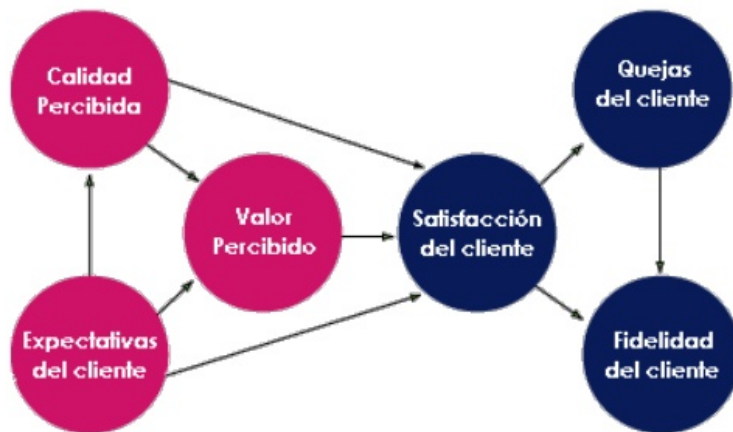 Calidad
Percibida
Quejas
del cliente
Valor
Percibido
Satisfacción
del cliente
Expectativas
del cliente
Fidelidad
del cliente